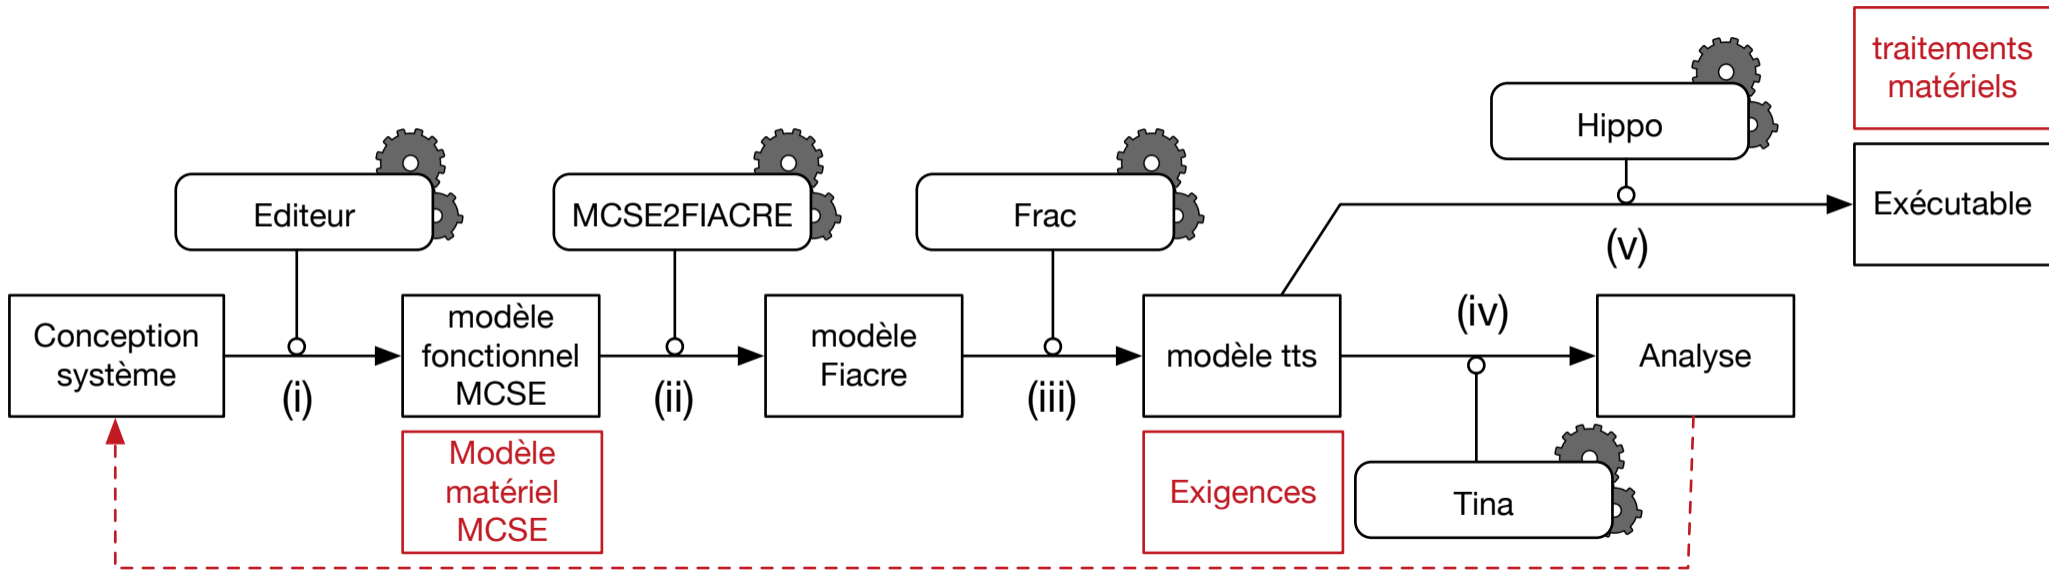 traitements
matériels
Hippo
Exécutable
(v)
Editeur
MCSE2FIACRE
Frac
Conception
système
(i)
modèle
fonctionnel
MCSE
(ii)
modèle
Fiacre
(iii)
modèle tts
(iv)
Analyse
Modèle
matériel
MCSE
Exigences
Tina